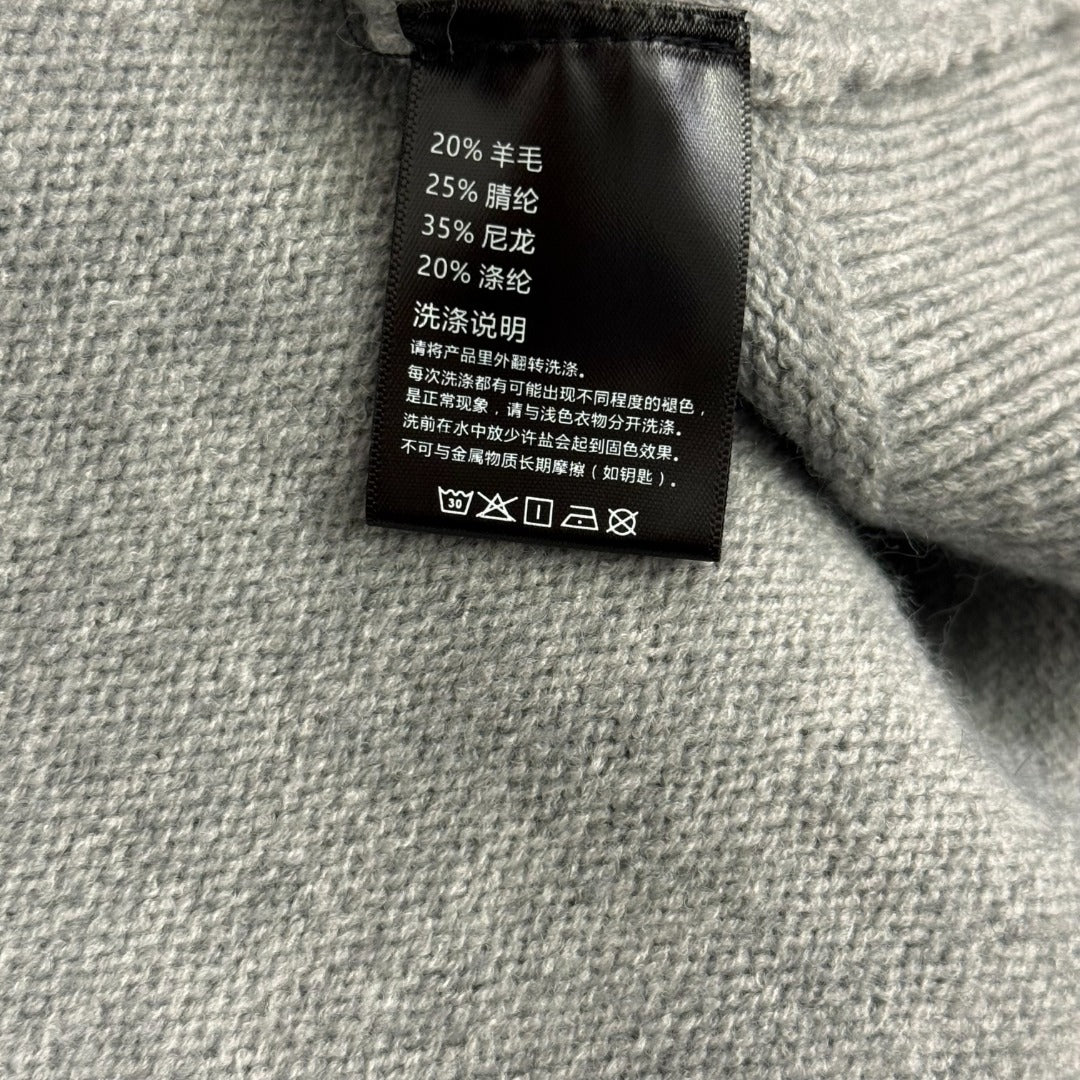 20% 羊毛
25% 腈纶
35% 尼龙
20% 涤纶
洗涤说明
请将产品里外翻转洗涤。
每次洗涤都有可能出现不同程度的褪色，
是正常现象，请与浅色衣物分开洗涤。
洗前在水中放少许盐会起到固色效果。
不可与金属物质长期摩擦（如钥匙）。
30